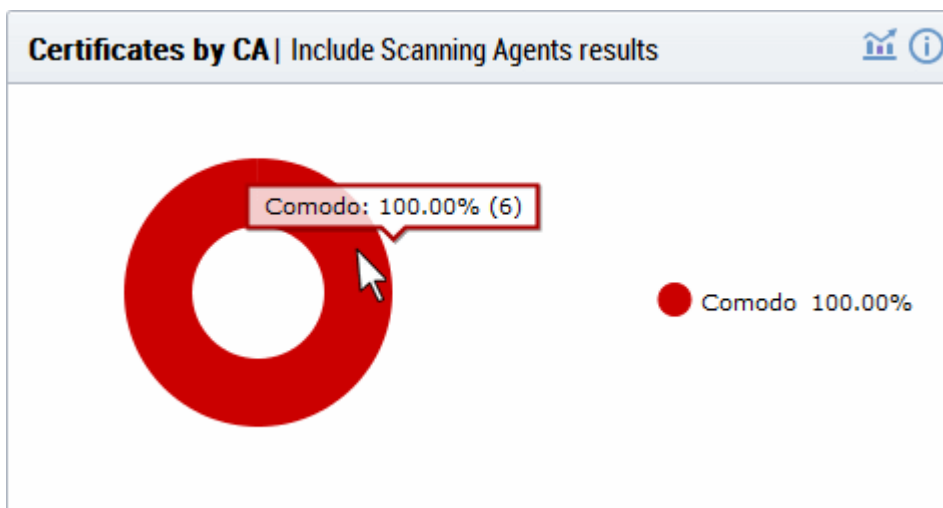 Certificates by CA | Include Scanning Agents results
Comodo: 100.00% (6)
Comodo 100.00%